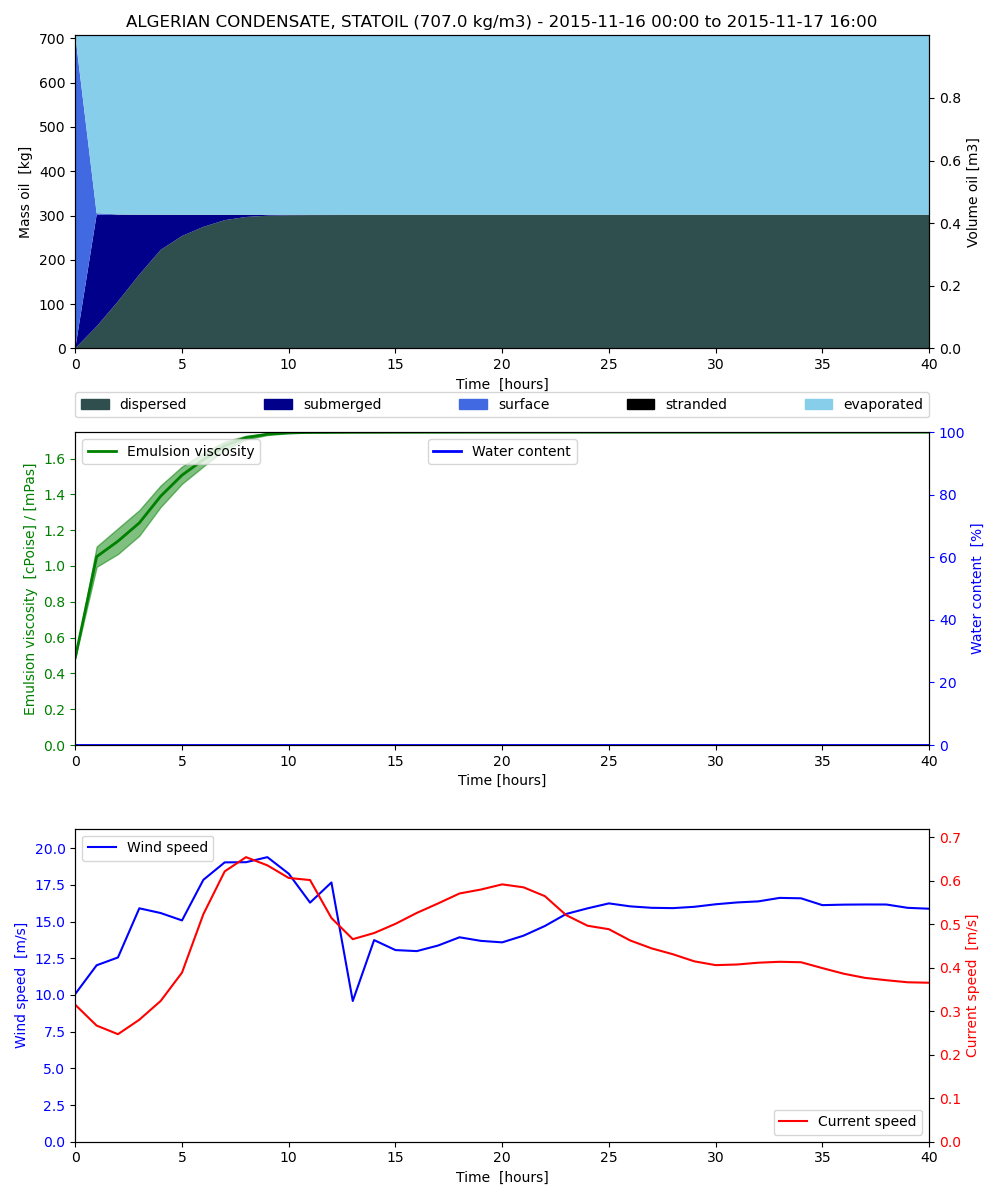 ALGERIAN CONDENSATE, STATOIL (707.0 kg/m3) - 2015-11-16 00:00 to 2015-11-17 16:00
700
600
500
400
300
200
100
0
Mass oil [kg]
0.8
0.6
0.4
0.2
0.0
Volume oil [m3]
0 5 10 15 20 25 30 35 40
Time [hours]
dispersed submerged surface stranded evaporated
Emulsion viscosity
Water content
1.6
1.4
1.2
1.0
0.8
0.6
0.4
0.2
0.0
Emulsion viscosity [cPoise] / [mPas]
100
80
60
40
20
0
Water content [%]
0 5 10 15 20 25 30 35 40
Time [hours]
Wind speed
20.0
17.5
15.0
12.5
10.0
7.5
5.0
2.5
0.0
Wind speed [m/s]
0.7
0.6
0.5
0.4
0.3
0.2
0.1
0.0
Current speed [m/s]
Current speed
0 5 10 15 20 25 30 35 40
Time [hours]